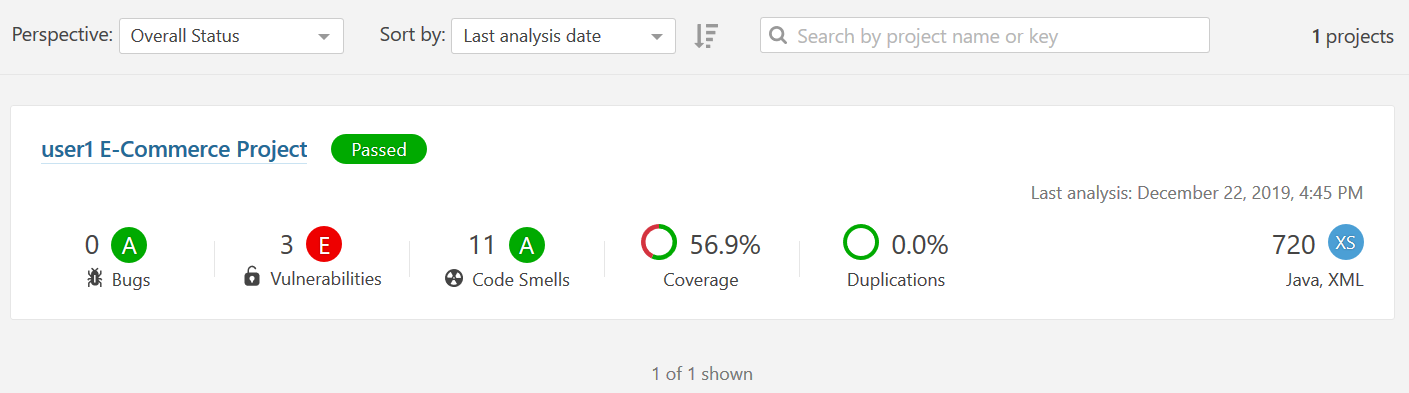 Perspective: Overall Status Sort by: Last analysis date Search by project name or key 1 projects
user1 E-Commerce Project Passed
Last analysis: December 22, 2019, 4:45 PM
0 A 3 E 11 A 56.9% 0.0% 720 XS
Bugs Vulnerabilities Code Smells Coverage Duplications Java, XML
1 of 1 shown